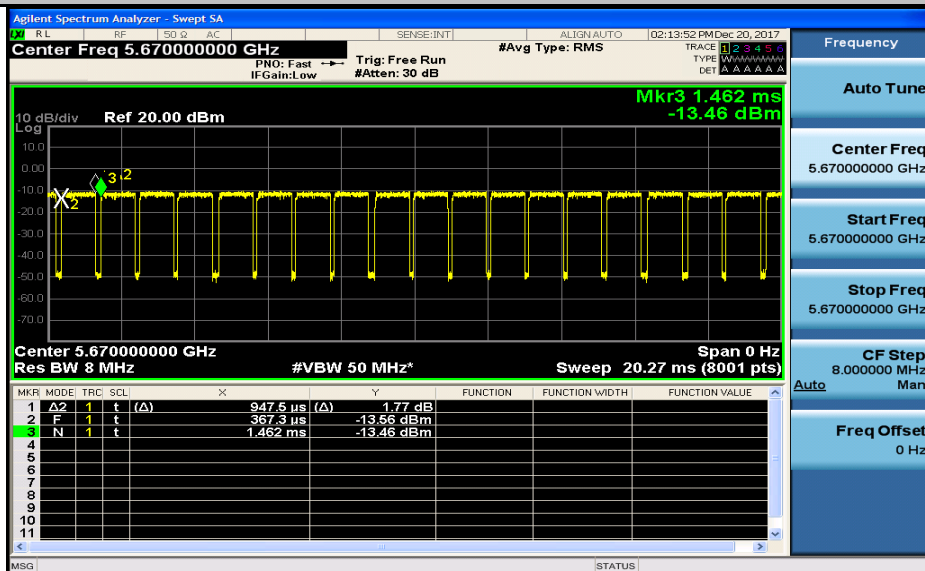 Agilent Spectrum Analyzer - Swept SA
LXI RL RF 50 Ω AC SENSE:INT ALIGN AUTO 02:13:52 PM Dec 20, 2017
Center Freq 5.670000000 GHz
PNO: Fast
IFGain:Low
Trig: Free Run
#Atten: 30 dB
#Avg Type: RMS
TRACE 1 2 3 4 5 6
TYPE WWWWWW
DET A A A A A A
Mkr3 1.462 ms
-13.46 dBm
10 dB/div Ref 20.00 dBm
Log
10.0
0.00
-10.0
-20.0
-30.0
-40.0
-50.0
-60.0
-70.0
3
2
X
2
Center 5.670000000 GHz Span 0 Hz
Res BW 8 MHz #VBW 50 MHz* Sweep 20.27 ms (8001 pts)
MKR MODE TRC SCL X Y FUNCTION FUNCTION WIDTH FUNCTION VALUE
1 Δ2 1 t (Δ) 947.5 µs (Δ) 1.77 dB
2 F 1 t 367.3 µs -13.56 dBm
3 N 1 t 1.462 ms -13.46 dBm
4
5
6
7
8
9
10
11
MSG STATUS
Frequency
Auto Tune
Center Freq
5.670000000 GHz
Start Freq
5.670000000 GHz
Stop Freq
5.670000000 GHz
CF Step
8.000000 MHz
Auto Man
Freq Offset
0 Hz